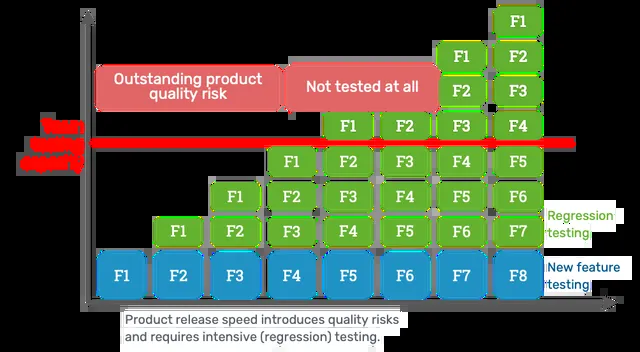 F1
F1 F2
Outstanding product
quality risk
Not tested at all
F2 F3
F1 F2 F3 F4
F1 F2 F3 F4 F5
F1 F2 F3 F4 F5 F6
F1 F2 F3 F4 F5 F6 F7
Regression
testing
F1 F2 F3 F4 F5 F6 F7 F8
New feature
testing
Product release speed introduces quality risks
and requires intensive (regression) testing.